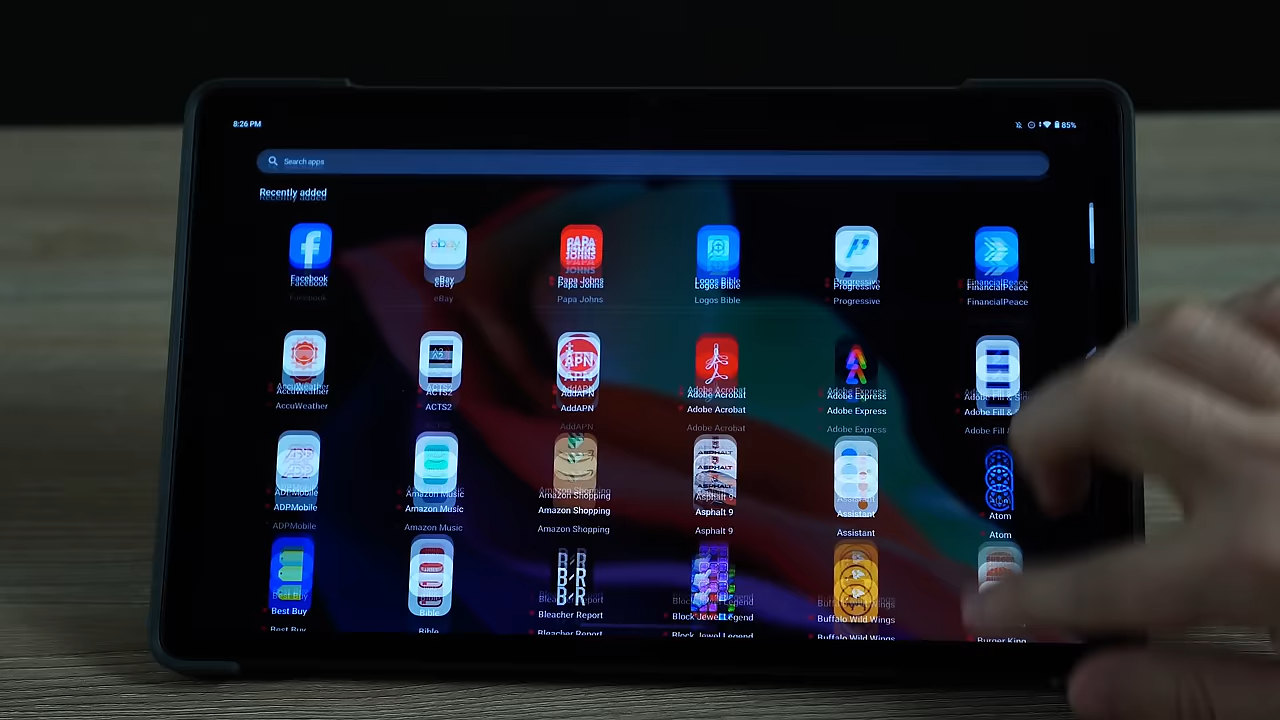 8:26 PM
85%
Search apps
Recently added
Facebook eBay Papa Johns Logos Bible Progressive FinancialPeace
AccuWeather ACTS2 AddAPN Adobe Acrobat Adobe Express Adobe Fill &
ADPMobile Amazon Music Amazon Shopping Asphalt 9 Assistant Atom
Best Buy Bible Bleacher Report Block Jewel Legend Buffalo Wild Wings Burger King